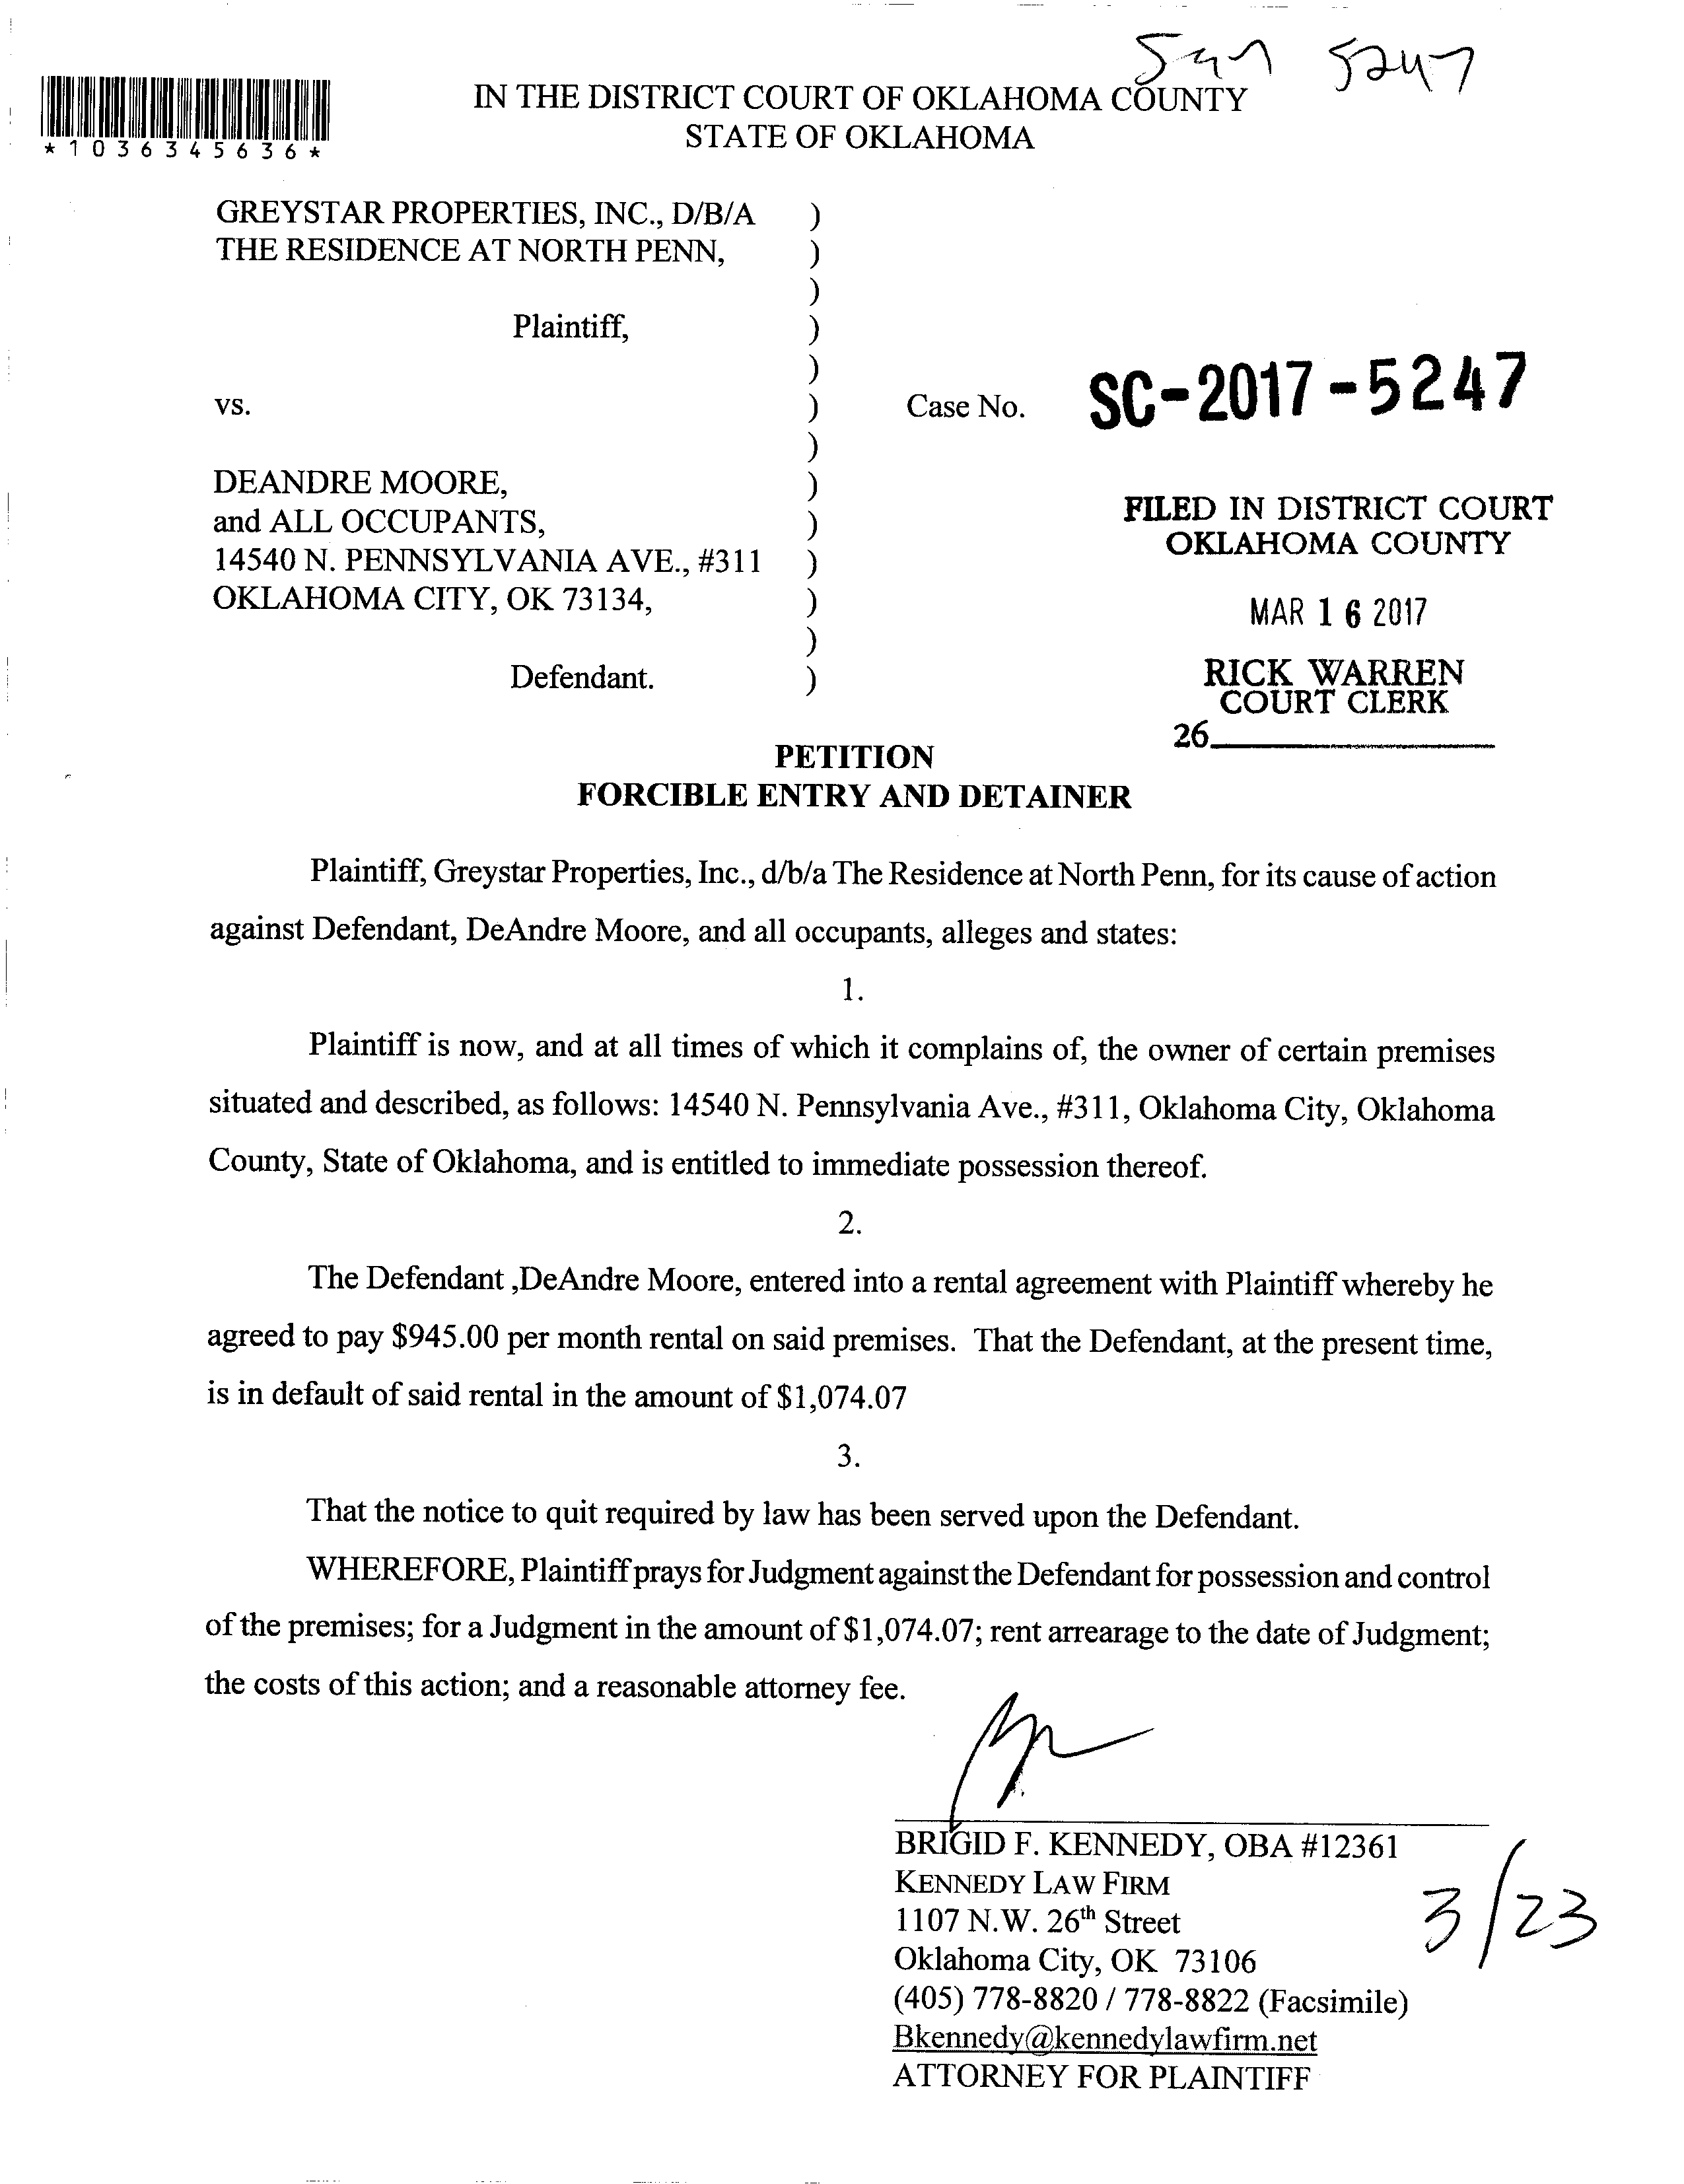 5247
IN THE DISTRICT COURT OF OKLAHOMA COUNTY
STATE OF OKLAHOMA
*1036345636*
GREYSTAR PROPERTIES, INC., D/B/A )
THE RESIDENCE AT NORTH PENN, )
)
Plaintiff, )
)
vs. ) Case No. SC-2017-5247
)
DEANDRE MOORE, )
and ALL OCCUPANTS, )
14540 N. PENNSYLVANIA AVE., #311 )
OKLAHOMA CITY, OK 73134, )
)
Defendant. )
FILED IN DISTRICT COURT
OKLAHOMA COUNTY
MAR 16 2017
RICK WARREN
COURT CLERK
26
PETITION
FORCIBLE ENTRY AND DETAINER
Plaintiff, Greystar Properties, Inc., d/b/a The Residence at North Penn, for its cause of action
against Defendant, DeAndre Moore, and all occupants, alleges and states:
1.
Plaintiff is now, and at all times of which it complains of, the owner of certain premises
situated and described, as follows: 14540 N. Pennsylvania Ave., #311, Oklahoma City, Oklahoma
County, State of Oklahoma, and is entitled to immediate possession thereof.
2.
The Defendant ,DeAndre Moore, entered into a rental agreement with Plaintiff whereby he
agreed to pay $945.00 per month rental on said premises. That the Defendant, at the present time,
is in default of said rental in the amount of $1,074.07
3.
That the notice to quit required by law has been served upon the Defendant.
WHEREFORE, Plaintiff prays for Judgment against the Defendant for possession and control
of the premises; for a Judgment in the amount of $1,074.07; rent arrearage to the date of Judgment;
the costs of this action; and a reasonable attorney fee.
BRIGID F. KENNEDY, OBA #12361
KENNEDY LAW FIRM
1107 N.W. 26th Street
Oklahoma City, OK 73106
(405) 778-8820 / 778-8822 (Facsimile)
Bkennedy@kennedylawfirm.net
ATTORNEY FOR PLAINTIFF
3/23